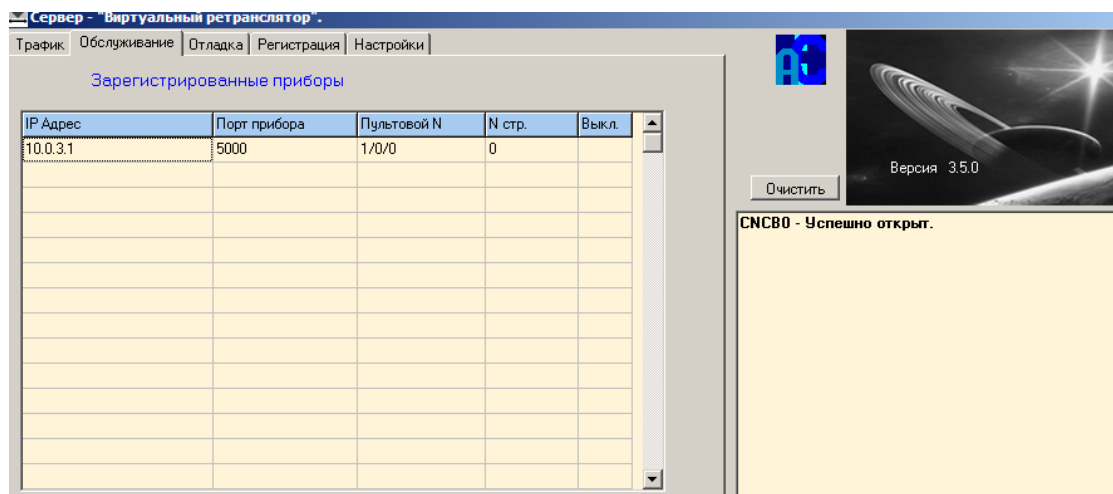 Сервер - "Виртуальный ретранслятор".
Трафик Обслуживание Отладка Регистрация Настройки
Зарегистрированные приборы
IP Адрес Порт прибора Пультовой N N стр. Выкл.
10.0.3.1 5000 1/0/0 0
АС
Версия 3.5.0
Очистить
CNCB0 - Успешно открыт.